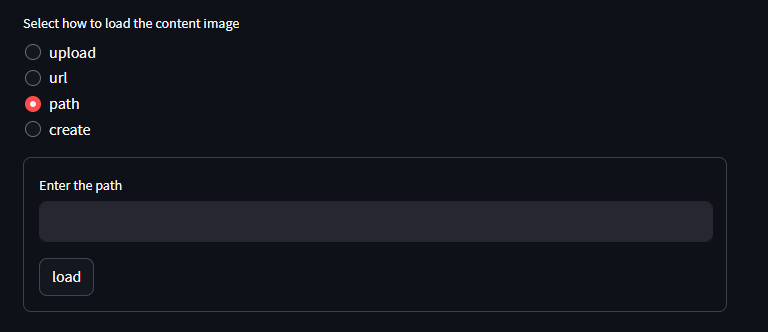 Select how to load the content image
upload
url
path
create
Enter the path
load